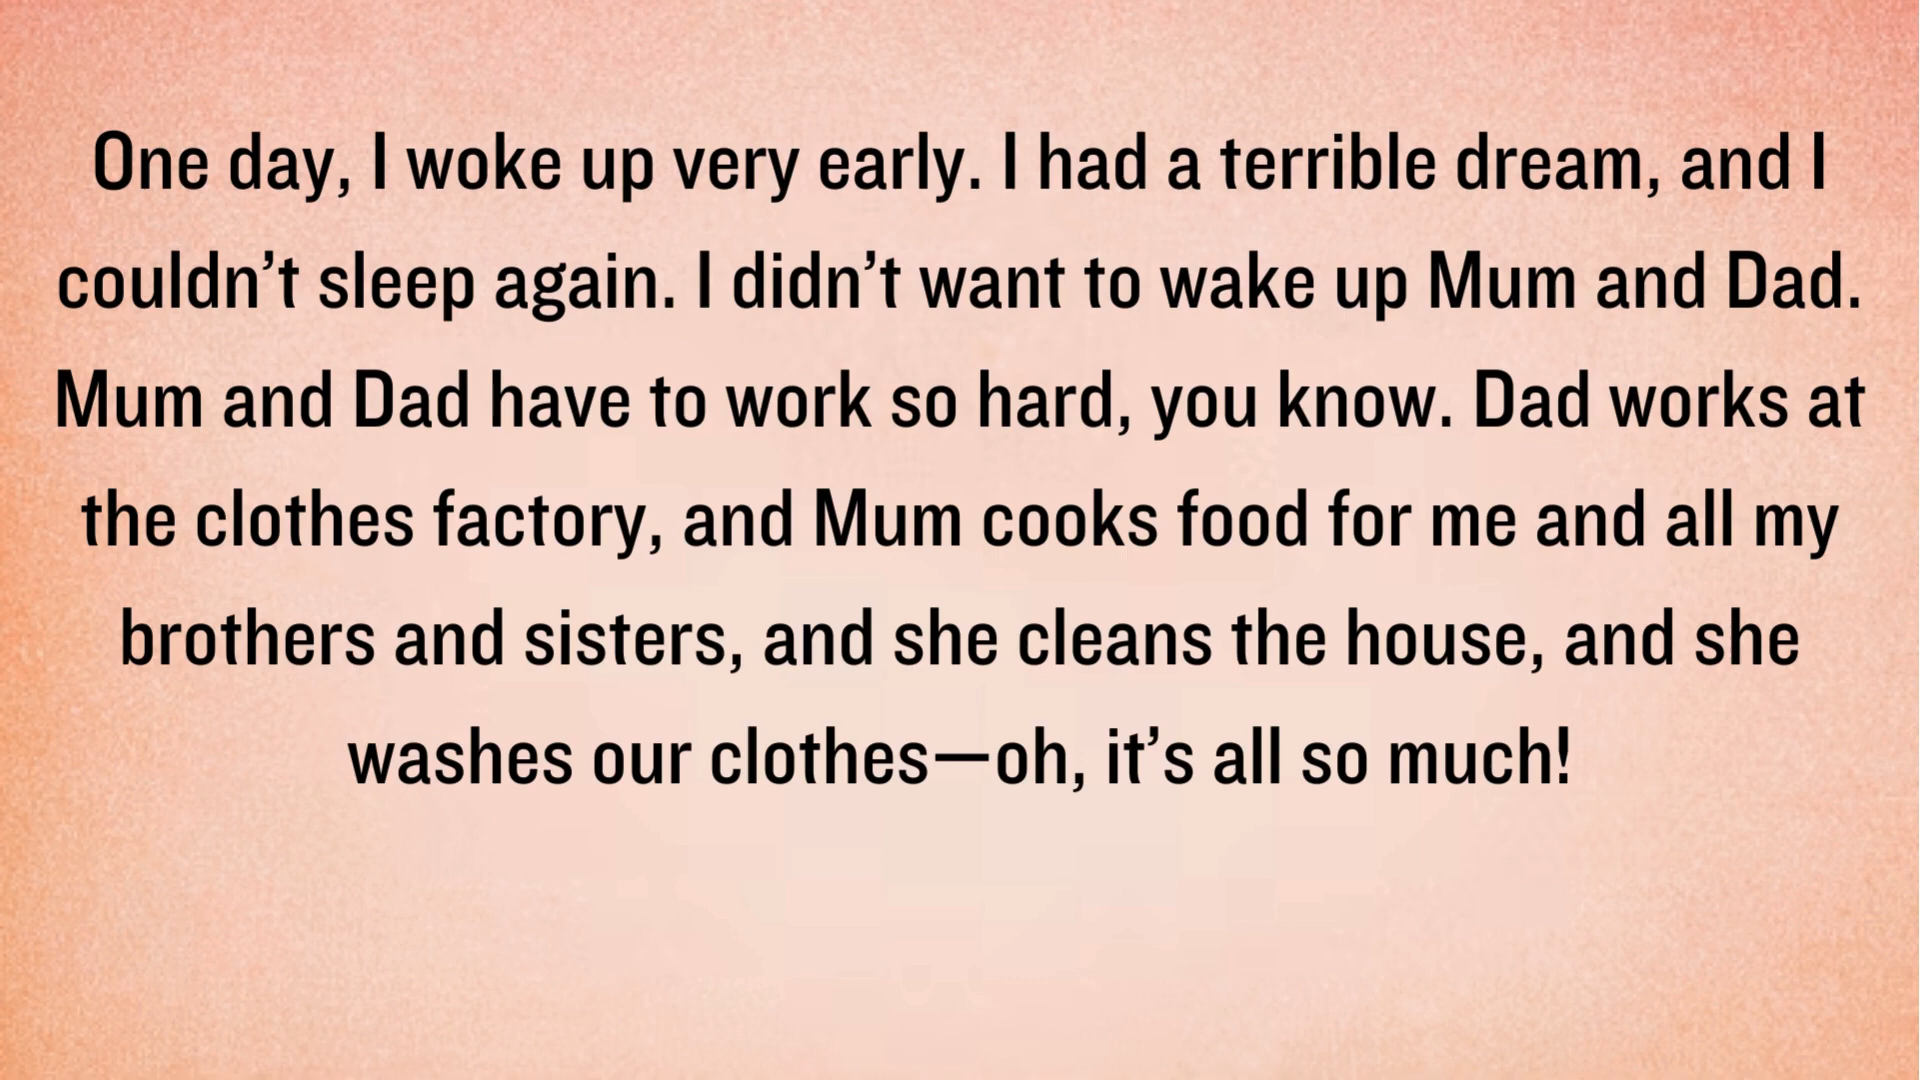 One day, I woke up very early. I had a terrible dream, and I
couldn’t sleep again. I didn’t want to wake up Mum and Dad.
Mum and Dad have to work so hard, you know. Dad works at
the clothes factory, and Mum cooks food for me and all my
brothers and sisters, and she cleans the house, and she
washes our clothes—oh, it’s all so much!